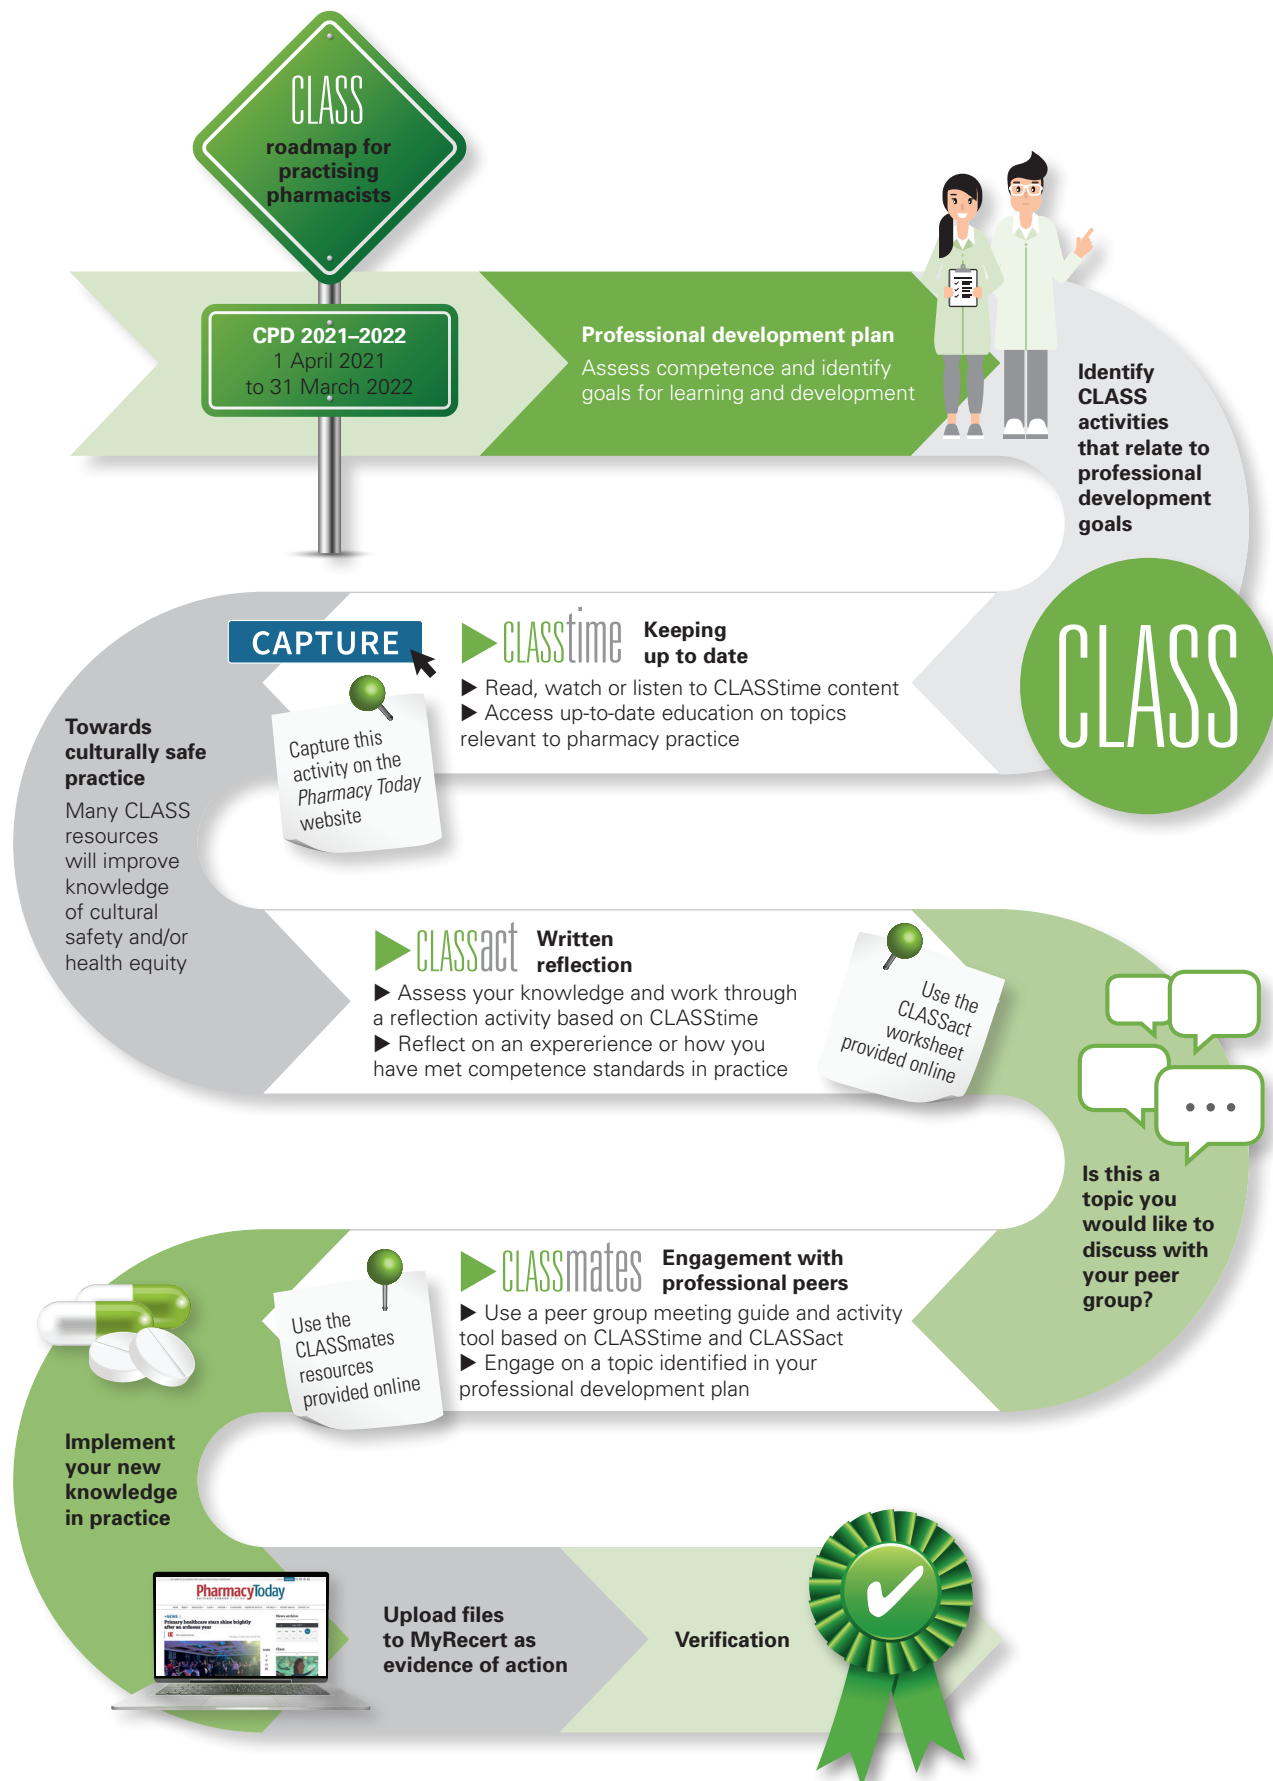 CLASS
roadmap for
practising
pharmacists
CPD 2021–2022
1 April 2021
to 31 March 2022
Professional development plan
Assess competence and identify
goals for learning and development
Identify
CLASS
activities
that relate to
professional
development
goals
CLASS
CLASStime
Keeping
up to date
▶ Read, watch or listen to CLASStime content
▶ Access up-to-date education on topics
relevant to pharmacy practice
CAPTURE
Capture this
activity on the
Pharmacy Today
website
Towards
culturally safe
practice
Many CLASS
resources
will improve
knowledge
of cultural
safety and/or
health equity
CLASSact
Written
reflection
▶ Assess your knowledge and work through
a reflection activity based on CLASStime
▶ Reflect on an expererience or how you
have met competence standards in practice
Use the
CLASSact
worksheet
provided online
Is this a
topic you
would like to
discuss with
your peer
group?
CLASSmates
Engagement with
professional peers
▶ Use a peer group meeting guide and activity
tool based on CLASStime and CLASSact
▶ Engage on a topic identified in your
professional development plan
Use the
CLASSmates
resources
provided online
Implement
your new
knowledge
in practice
PharmacyToday
Primary healthcare stars shine brightly
after an arduous year
Upload files
to MyRecert as
evidence of action
Verification